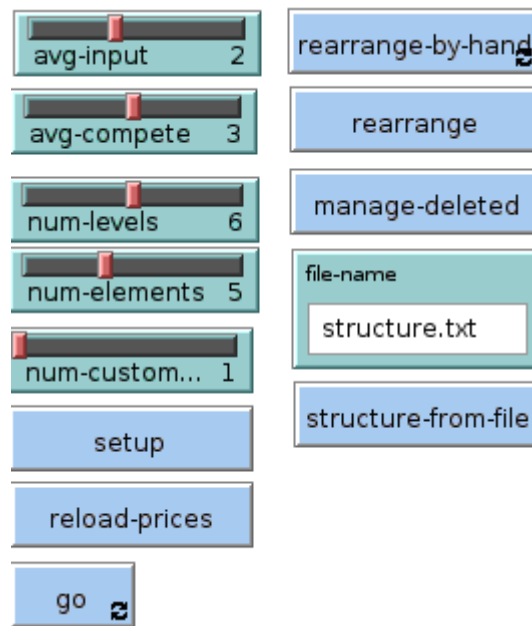 avg-input 2
avg-compete 3
num-levels 6
num-elements 5
num-custom... 1
setup
reload-prices
go
rearrange-by-hand
rearrange
manage-deleted
file-name
structure.txt
structure-from-file